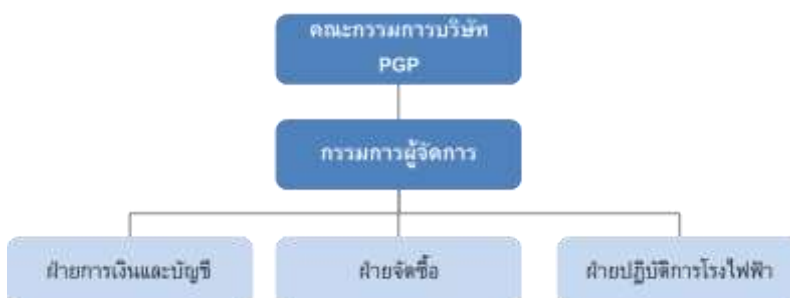 คณะกรรมการบริษัท
PGP
กรรมการผู้จัดการ
ฝ่ายการเงินและบัญชี
ฝ่ายจัดซื้อ
ฝ่ายปฏิบัติการโรงไฟฟ้า